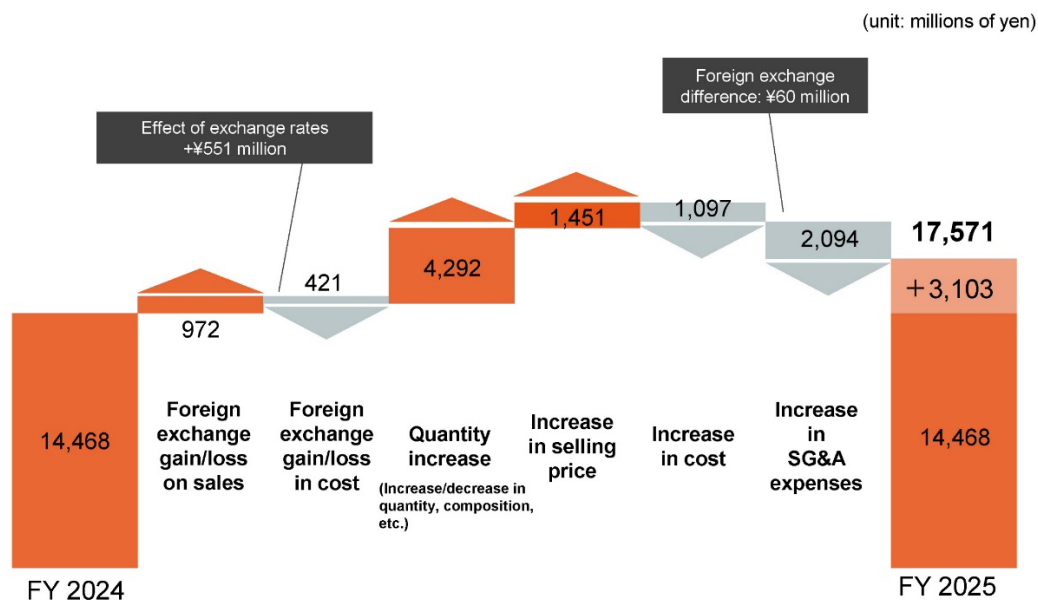 (unit: millions of yen)
Foreign exchange
difference: ¥60 million
Effect of exchange rates
+¥551 million
14,468
972
421
4,292
1,451
1,097
2,094
17,571
+3,103
14,468
Foreign
exchange
gain/loss
on sales
Foreign
exchange
gain/loss
in cost
Quantity
increase
(Increase/decrease in
quantity, composition,
etc.)
Increase
in selling
price
Increase
in cost
Increase
in
SG&A
expenses
FY 2024
FY 2025